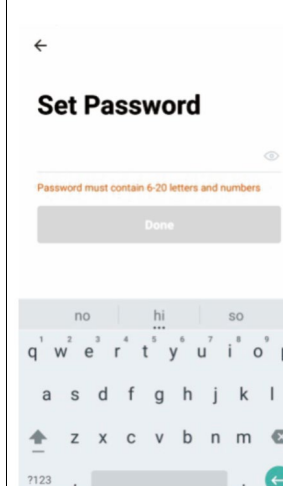 Set Password
Password must contain 6-20 letters and numbers
Done
no hi so
q 1 w 2 e 3 r 4 t 5 y 6 u 7 i 8 o 9
a s d f g h j k l
z x c v b n m
?123 , .